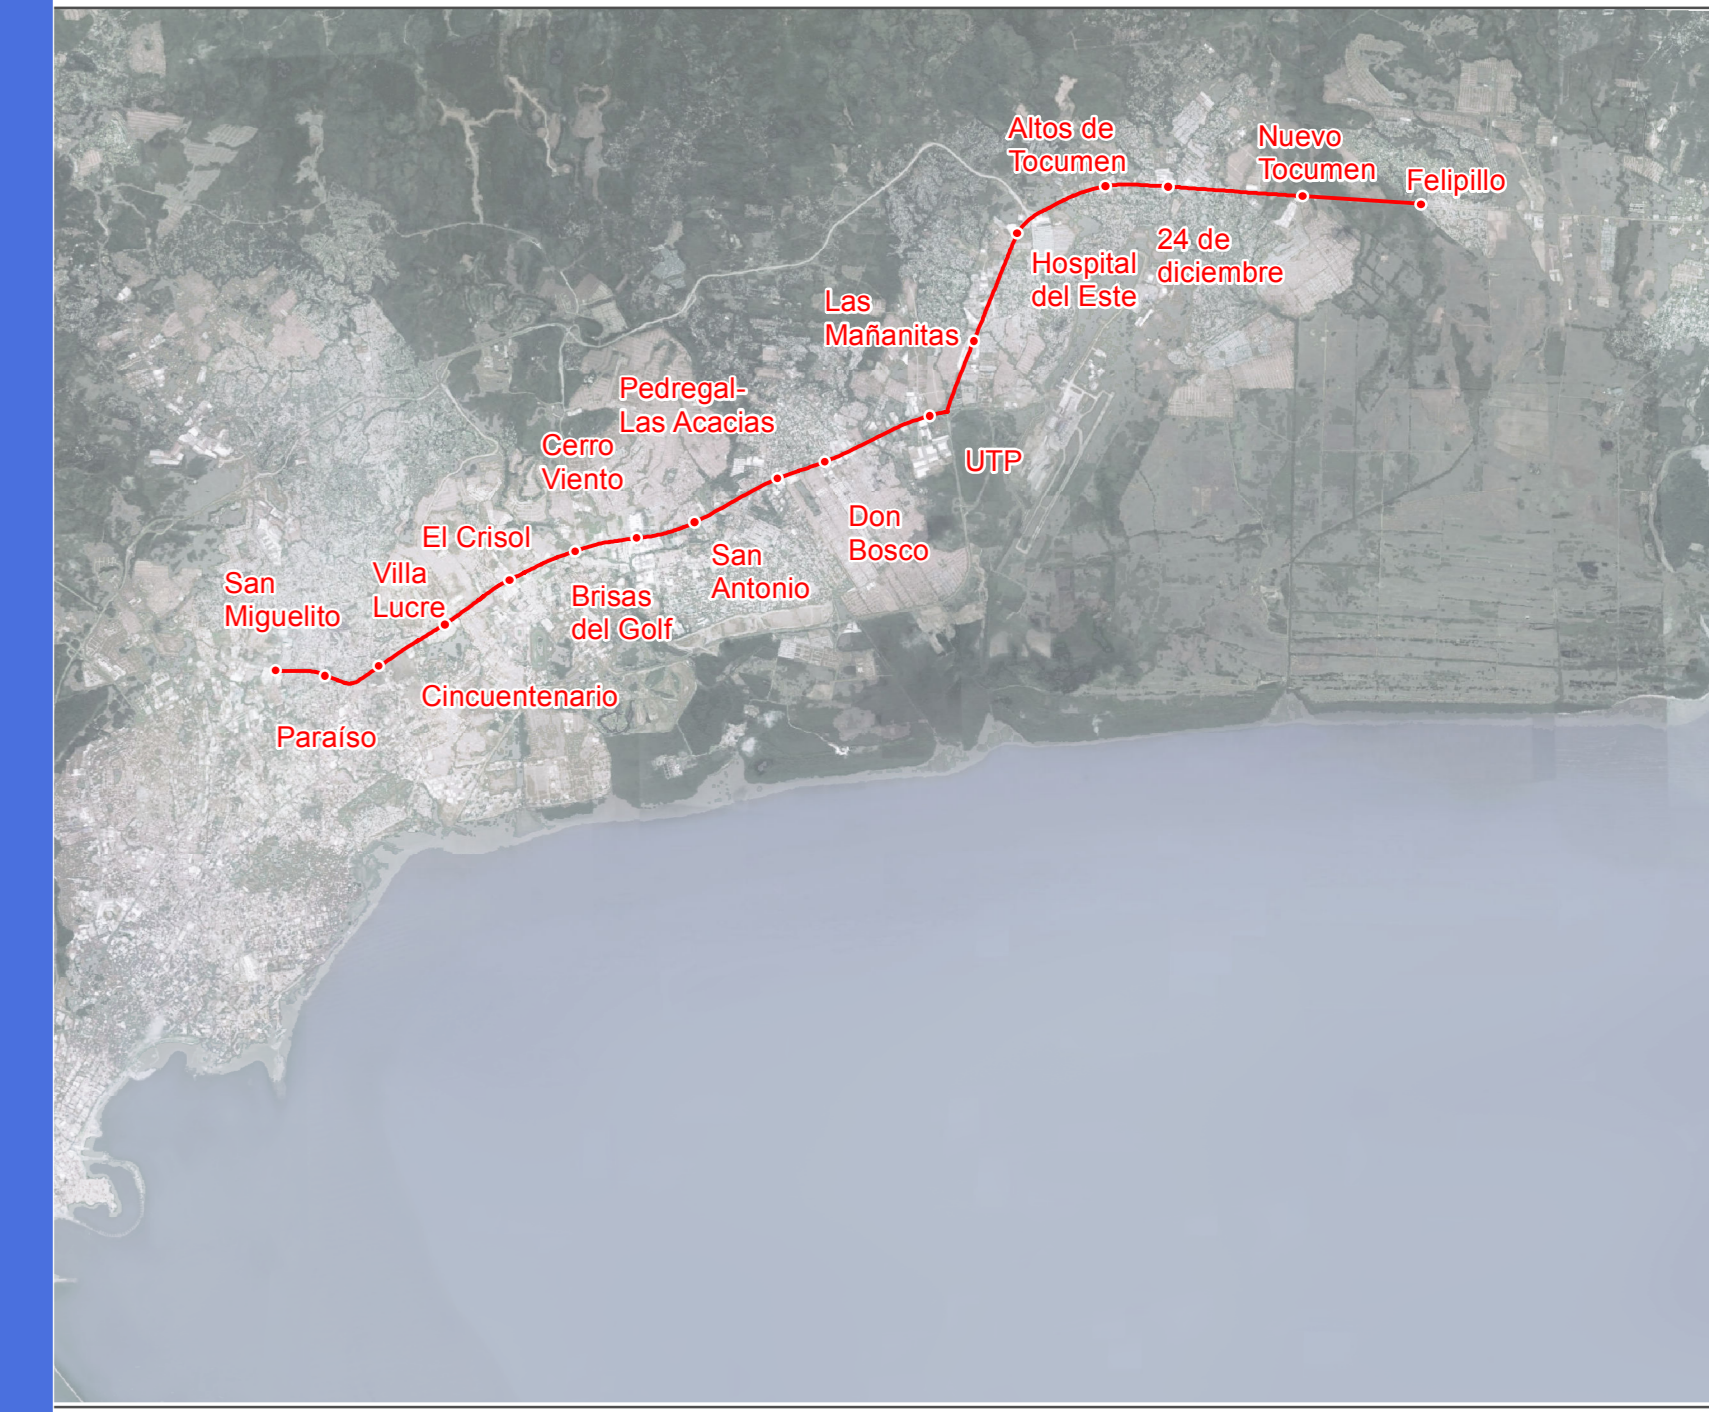 Altos de
Tocumen
Nuevo
Tocumen
Felipillo
24 de
diciembre
Hospital
del Este
Las
Mañanitas
Pedregal-
Las Acacias
Cerro
Viento
UTP
Don
Bosco
El Crisol
San
Antonio
Villa
Lucre
San
Miguelito
Brisas
del Golf
Cincuentenario
Paraíso